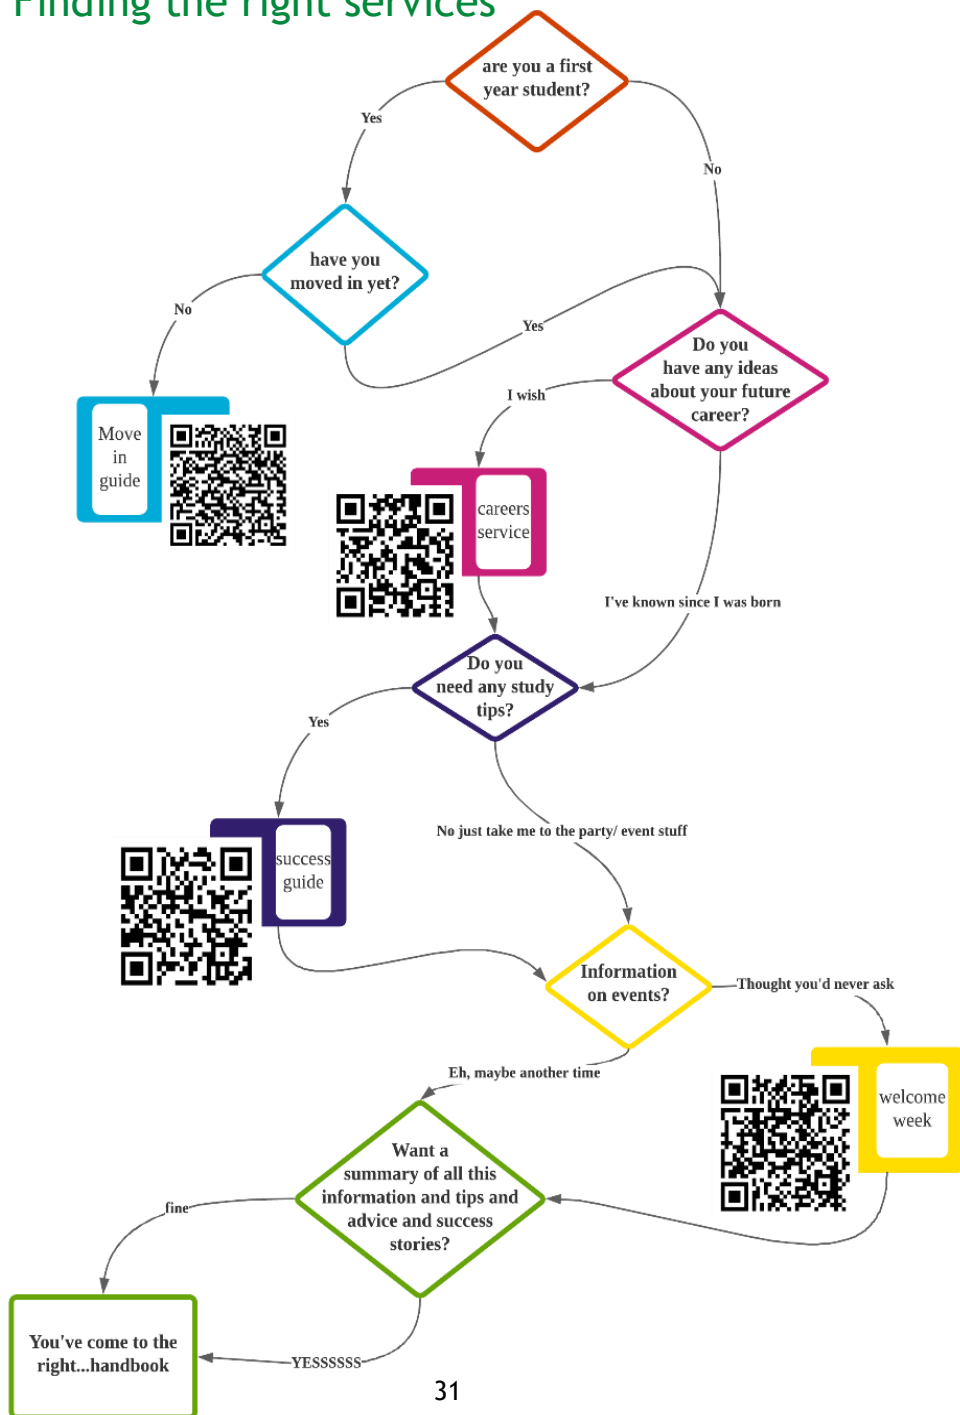 Finding the right services
are you a first
year student?
Yes
No
have you
moved in yet?
No
Yes
Do you
have any ideas
about your future
career?
I wish
Move
in
guide
careers
service
I've known since I was born
Do you
need any study
tips?
Yes
No just take me to the party/ event stuff
success
guide
Information
on events?
Thought you'd never ask
Eh, maybe another time
welcome
week
Want a
summary of all this
information and tips and
advice and success
stories?
fine
You've come to the
right...handbook
YESSSSSS
31